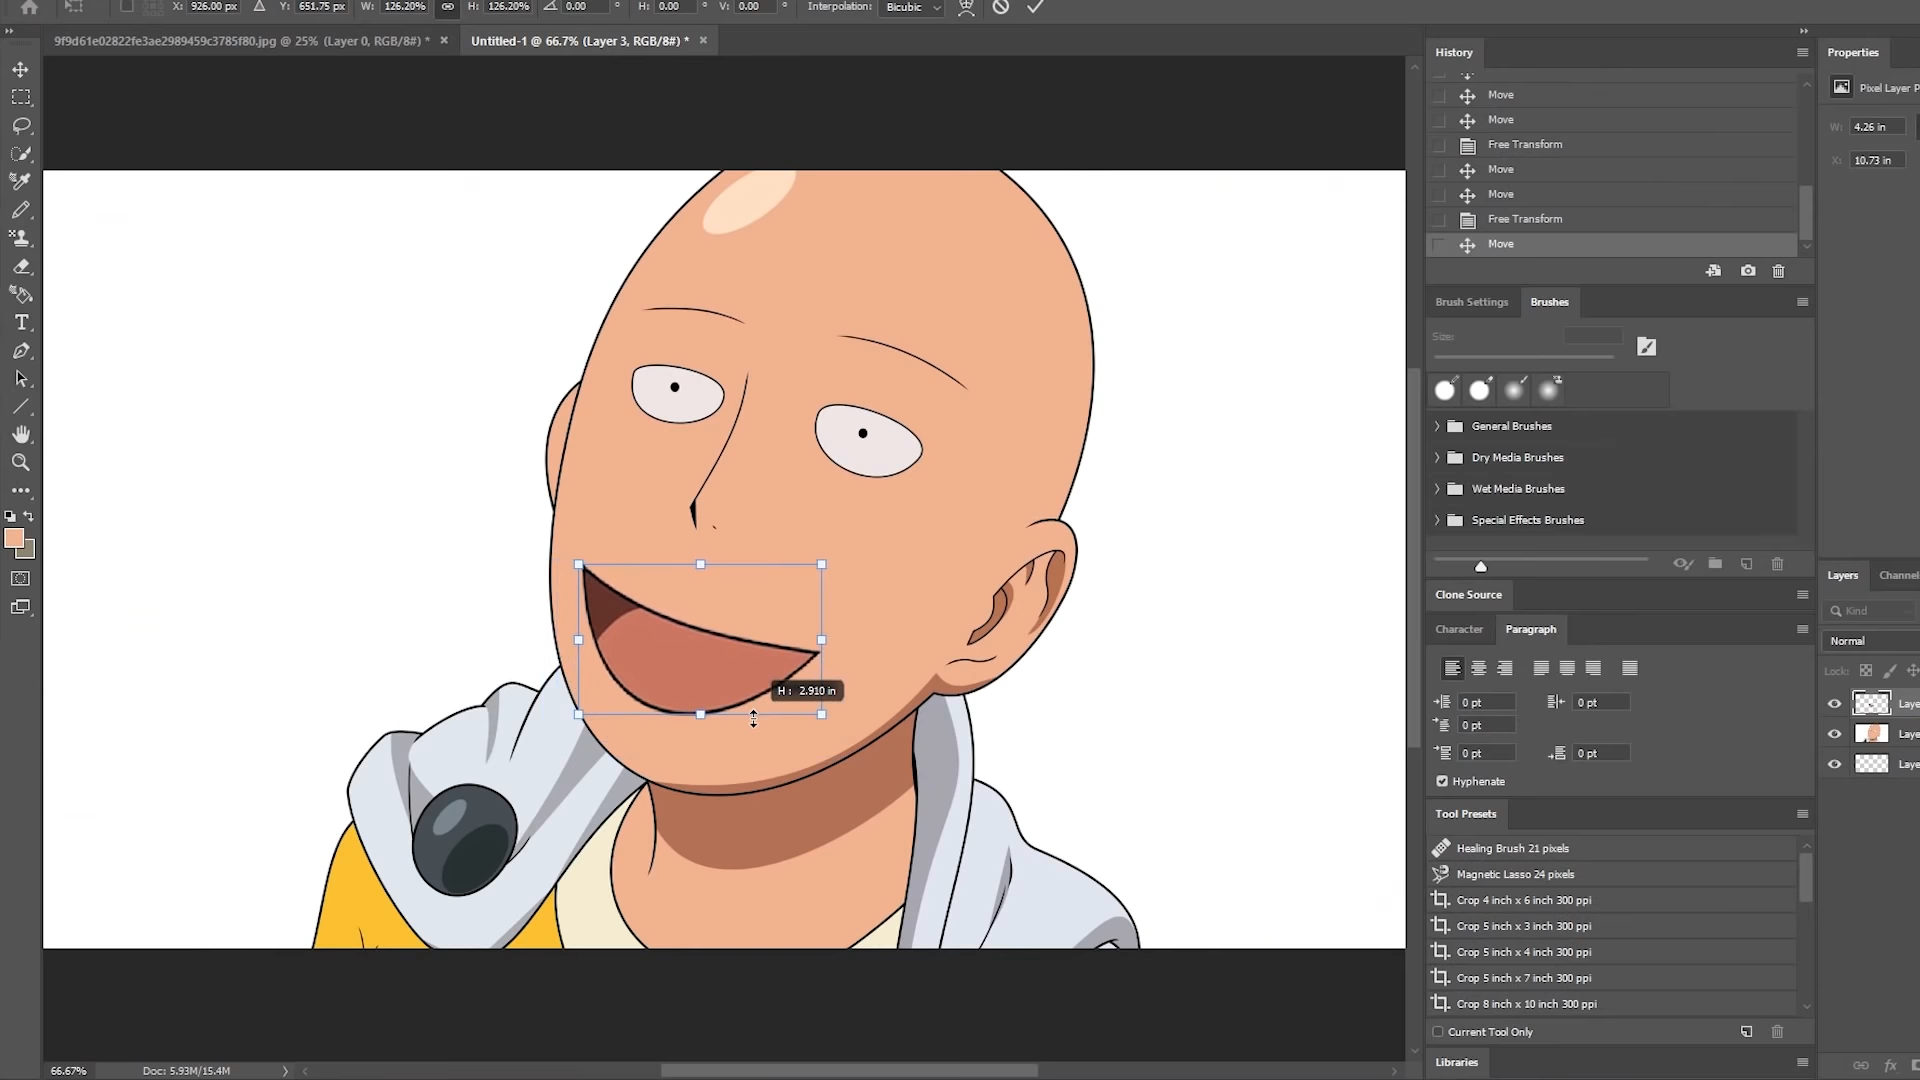 X: 926.00 px Y: 651.75 px W: 126.20% H: 126.20% 0.00 ° H: 0.00 ° V: 0.00 ° Interpolation: Bicubic
9f9d61e02822fe3ae2989459c3785f80.jpg @ 25% (Layer 0, RGB/8#) * × Untitled-1 @ 66.7% (Layer 3, RGB/8#) * ×
History
Move
Move
Free Transform
Move
Move
Free Transform
Move
Brush Settings Brushes
Size:
General Brushes
Dry Media Brushes
Wet Media Brushes
Special Effects Brushes
Clone Source
Character Paragraph
0 pt 0 pt
0 pt
0 pt 0 pt
Hyphenate
Tool Presets
Healing Brush 21 pixels
Magnetic Lasso 24 pixels
Crop 4 inch x 6 inch 300 ppi
Crop 5 inch x 3 inch 300 ppi
Crop 5 inch x 4 inch 300 ppi
Crop 5 inch x 7 inch 300 ppi
Crop 8 inch x 10 inch 300 ppi
Current Tool Only
Libraries
Properties
Pixel Layer P
W: 4.26 in
X: 10.73 in
Layers Channel
Kind
Normal
Lock:
Laye
Laye
Laye
fx
H: 2.910 in
66.67% Doc: 5.93M/15.4M